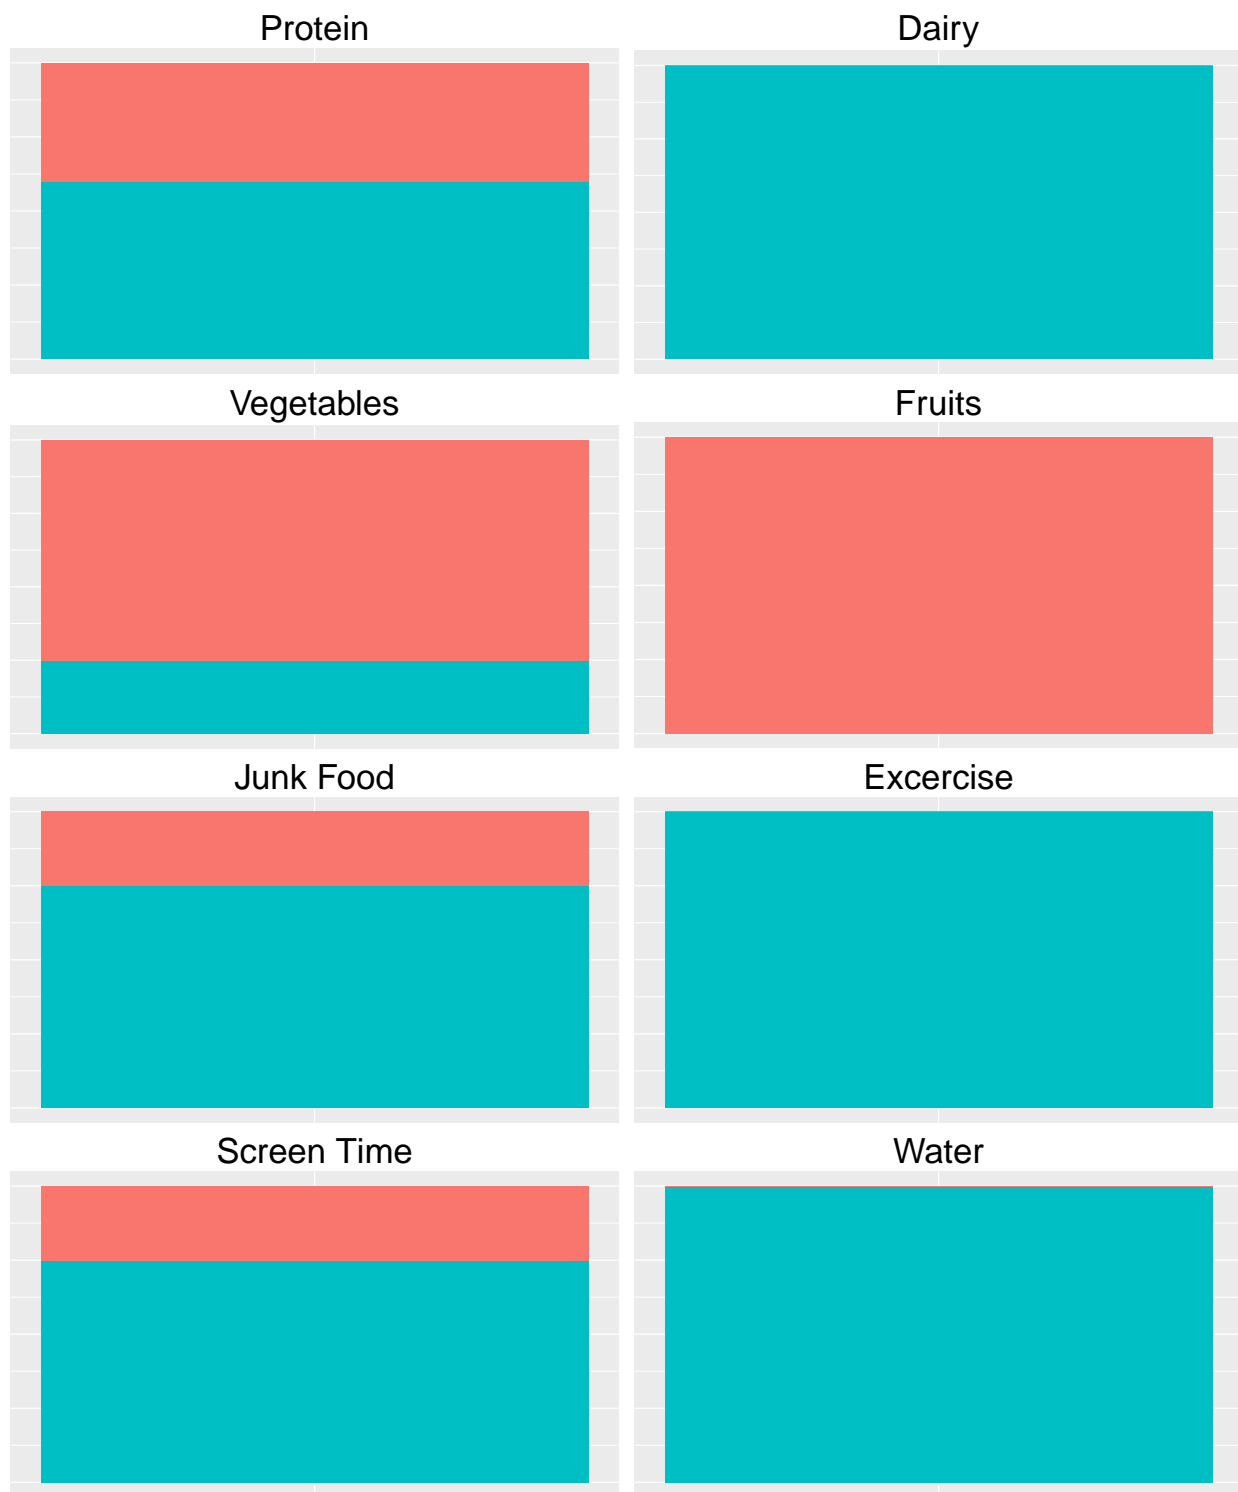 Protein
Dairy
Vegetables
Fruits
Junk Food
Excercise
Screen Time
Water